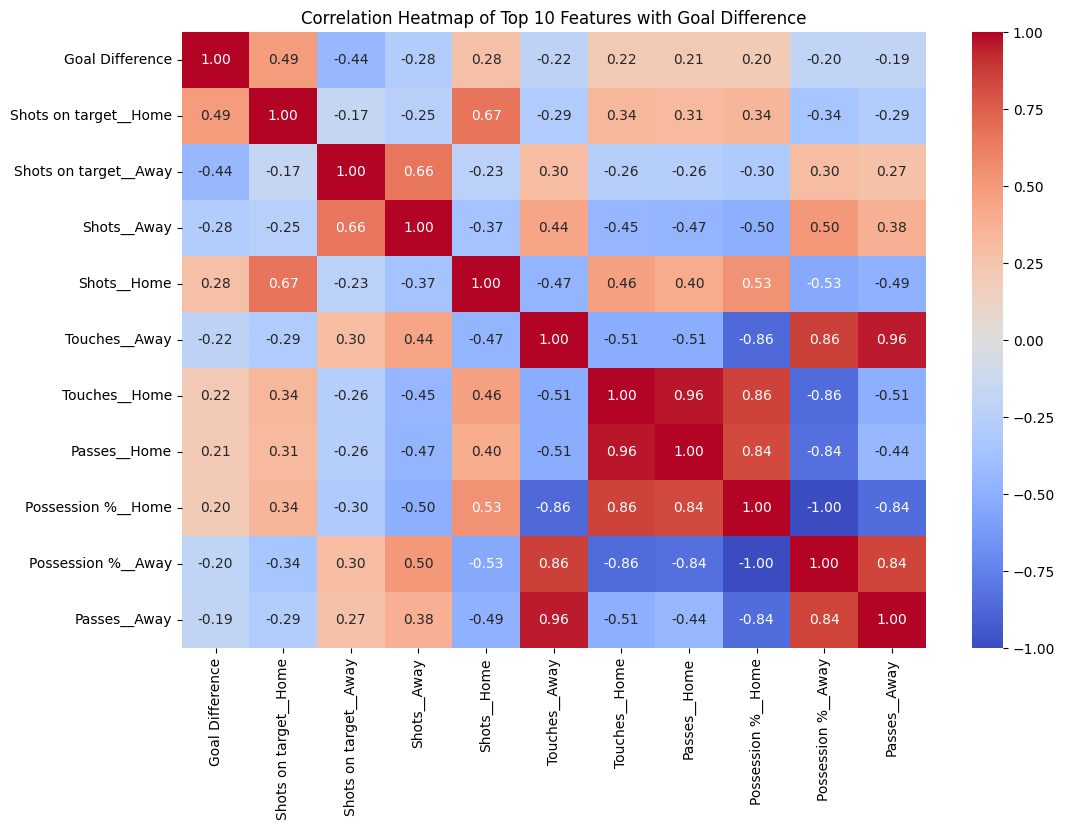 Correlation Heatmap of Top 10 Features with Goal Difference
Goal Difference 1.00 0.49 -0.44 -0.28 0.28 -0.22 0.22 0.21 0.20 -0.20 -0.19
Shots on target__Home 0.49 1.00 -0.17 -0.25 0.67 -0.29 0.34 0.31 0.34 -0.34 -0.29
Shots on target__Away -0.44 -0.17 1.00 0.66 -0.23 0.30 -0.26 -0.26 -0.30 0.30 0.27
Shots__Away -0.28 -0.25 0.66 1.00 -0.37 0.44 -0.45 -0.47 -0.50 0.50 0.38
Shots__Home 0.28 0.67 -0.23 -0.37 1.00 -0.47 0.46 0.40 0.53 -0.53 -0.49
Touches__Away -0.22 -0.29 0.30 0.44 -0.47 1.00 -0.51 -0.51 -0.86 0.86 0.96
Touches__Home 0.22 0.34 -0.26 -0.45 0.46 -0.51 1.00 0.96 0.86 -0.86 -0.51
Passes__Home 0.21 0.31 -0.26 -0.47 0.40 -0.51 0.96 1.00 0.84 -0.84 -0.44
Possession %__Home 0.20 0.34 -0.30 -0.50 0.53 -0.86 0.86 0.84 1.00 -1.00 -0.84
Possession %__Away -0.20 -0.34 0.30 0.50 -0.53 0.86 -0.86 -0.84 -1.00 1.00 0.84
Passes__Away -0.19 -0.29 0.27 0.38 -0.49 0.96 -0.51 -0.44 -0.84 0.84 1.00
Goal Difference
Shots on target__Home
Shots on target__Away
Shots__Away
Shots__Home
Touches__Away
Touches__Home
Passes__Home
Possession %__Home
Possession %__Away
Passes__Away
1.00
0.75
0.50
0.25
0.00
−0.25
−0.50
−0.75
−1.00